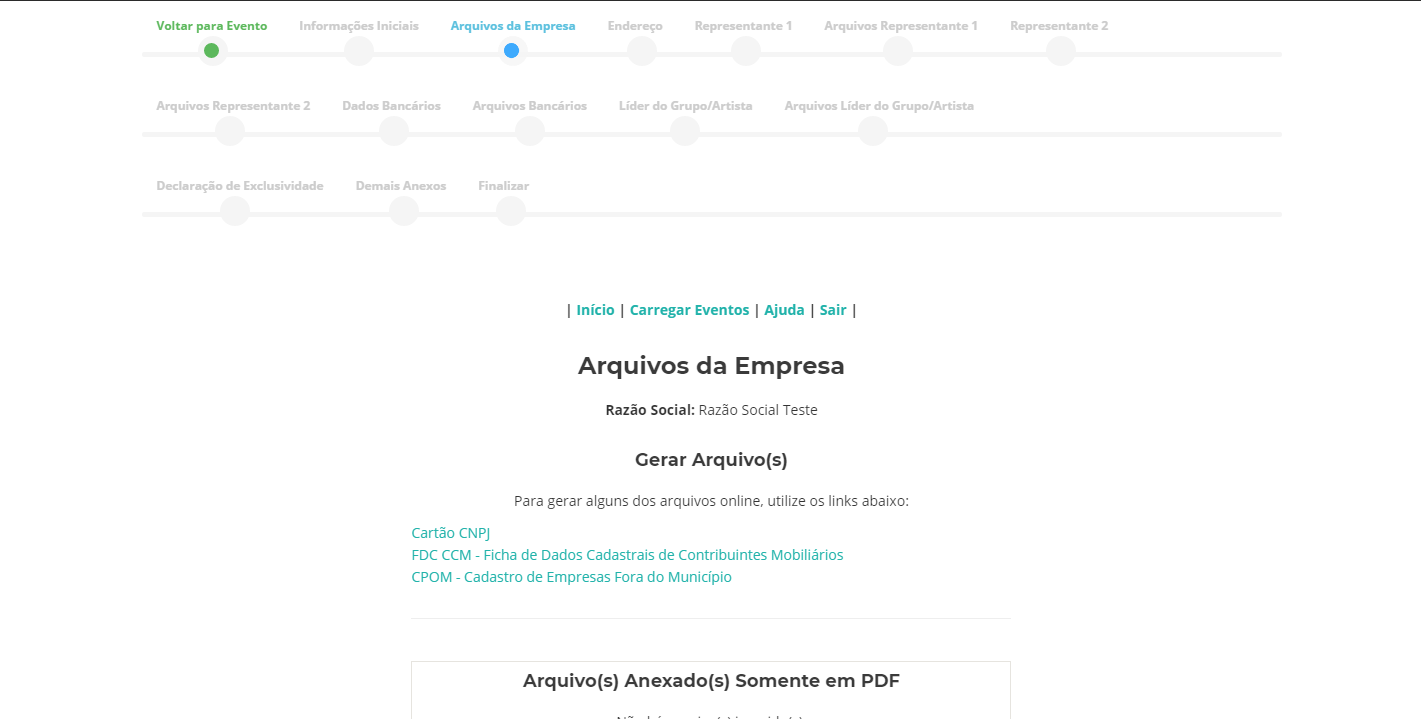 Voltar para Evento Informações Iniciais Arquivos da Empresa Endereço Representante 1 Arquivos Representante 1 Representante 2
Arquivos Representante 2 Dados Bancários Arquivos Bancários Líder do Grupo/Artista Arquivos Líder do Grupo/Artista
Declaração de Exclusividade Demais Anexos Finalizar
| Início | Carregar Eventos | Ajuda | Sair |
Arquivos da Empresa
Razão Social: Razão Social Teste
Gerar Arquivo(s)
Para gerar alguns dos arquivos online, utilize os links abaixo:
Cartão CNPJ
FDC CCM - Ficha de Dados Cadastrais de Contribuintes Mobiliários
CPOM - Cadastro de Empresas Fora do Município
Arquivo(s) Anexado(s) Somente em PDF